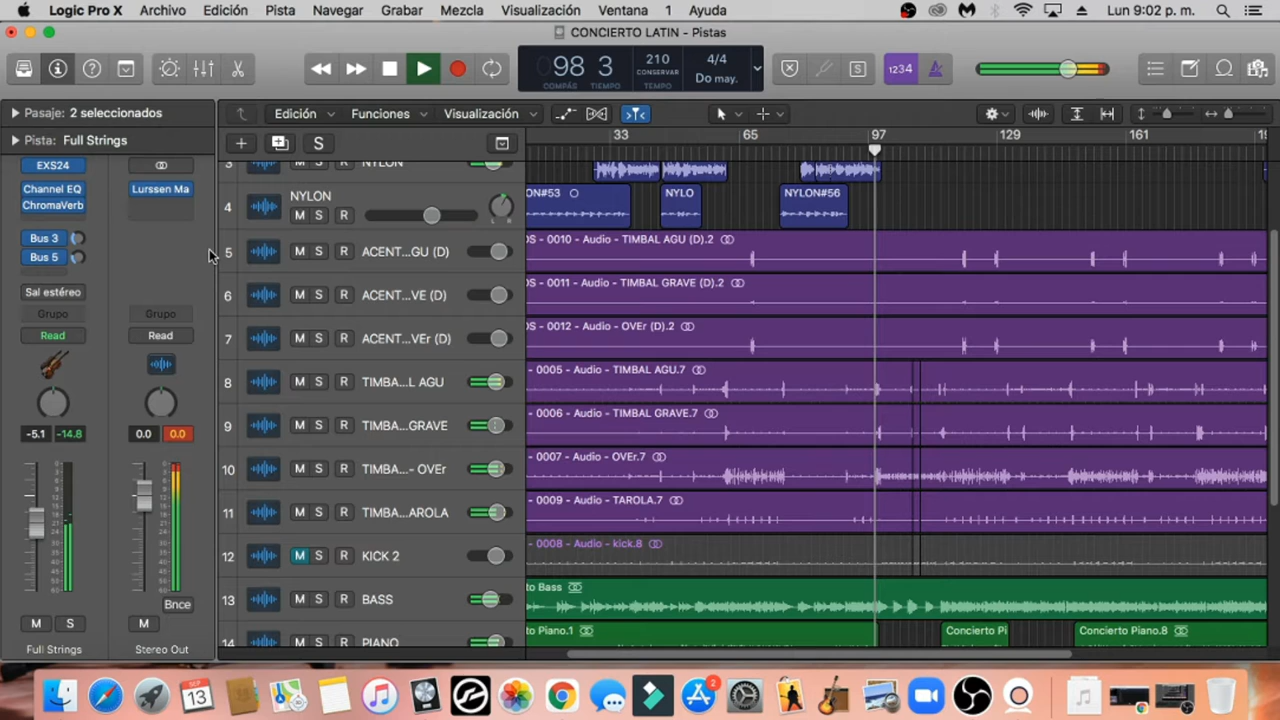 Logic Pro X Archivo Edición Pista Navegar Grabar Mezcla Visualización Ventana 1 Ayuda Lun 9:02 p. m.
CONCIERTO LATIN - Pistas
98 3 210 4/4
CONSERVAR
COMPÁS TIEMPO TEMPO Do may.
1234
Pasaje: 2 seleccionados
Edición Funciones Visualización
Pista: Full Strings
S
33 65 97 129 161 19
EXS24
Channel EQ
ChromaVerb
Lurssen Ma
Bus 3
Bus 5
Sal estéreo
Grupo Grupo
Read Read
-5.1 -14.8 0.0 0.0
Bnce
M S M
Full Strings Stereo Out
3 NYLON
4 NYLON
M S R
L R
ON#53 NYLO NYLON#56
5 M S R ACENT...GU (D)
OS - 0010 - Audio - TIMBAL AGU (D).2
6 M S R ACENT...VE (D)
OS - 0011 - Audio - TIMBAL GRAVE (D).2
7 M S R ACENT...VEr (D)
OS - 0012 - Audio - OVEr (D).2
8 M S R TIMBA...L AGU
- 0005 - Audio - TIMBAL AGU.7
9 M S R TIMBA...GRAVE
- 0006 - Audio - TIMBAL GRAVE.7
10 M S R TIMBA...- OVEr
- 0007 - Audio - OVEr.7
11 M S R TIMBA...AROLA
- 0009 - Audio - TAROLA.7
12 M S R KICK 2
- 0008 - Audio - kick.8
13 M S R BASS
to Bass
14 M S R PIANO
to Piano.1 Concierto Pi Concierto Piano.8
SEP
13
2